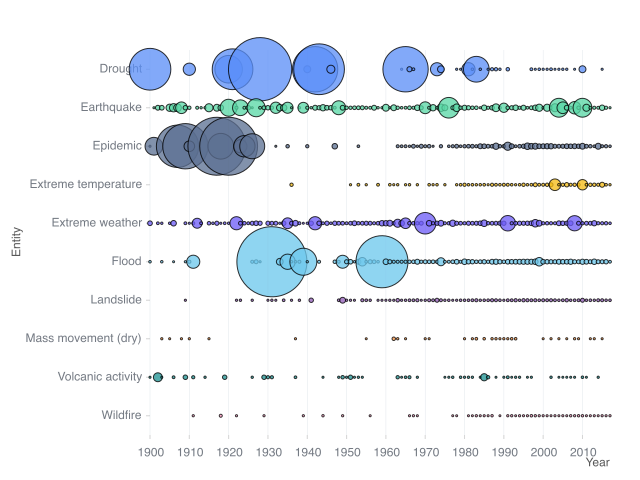 Drought
Earthquake
Epidemic
Extreme temperature
Extreme weather
Flood
Landslide
Mass movement (dry)
Volcanic activity
Wildfire
Entity
1900 1910 1920 1930 1940 1950 1960 1970 1980 1990 2000 2010
Year